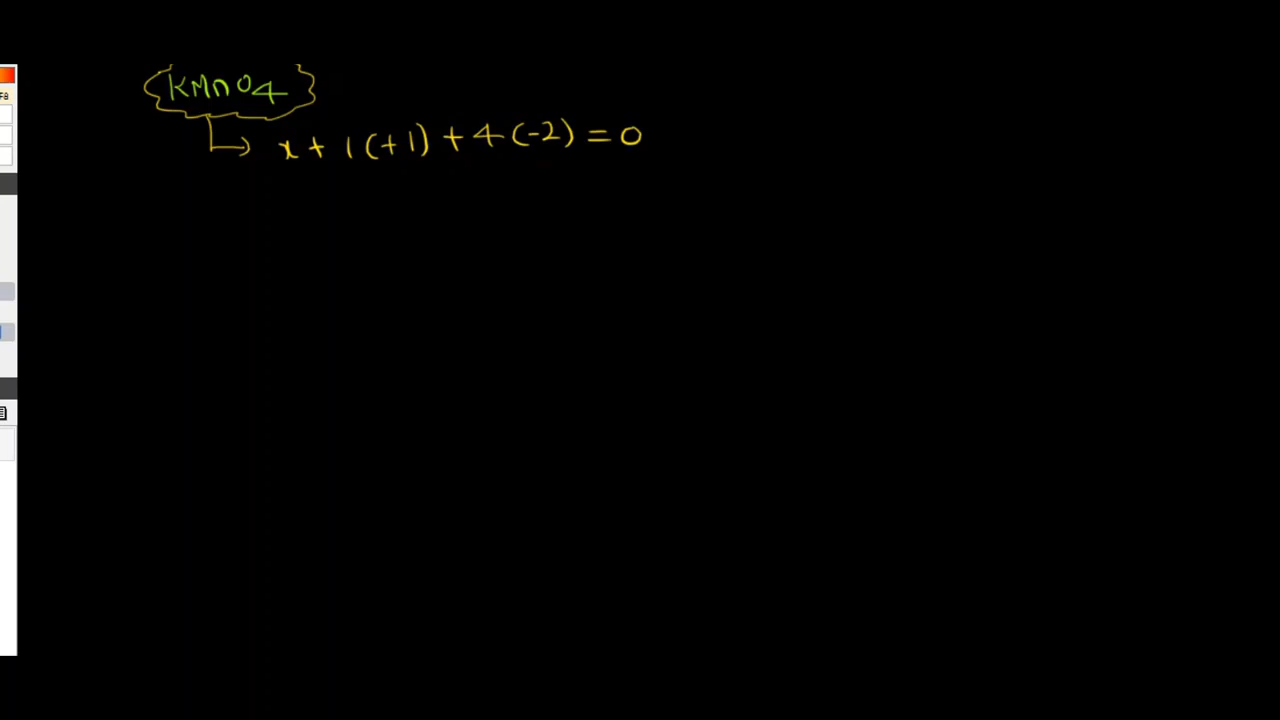 KMnO4
x + 1(+1) + 4(-2) = 0